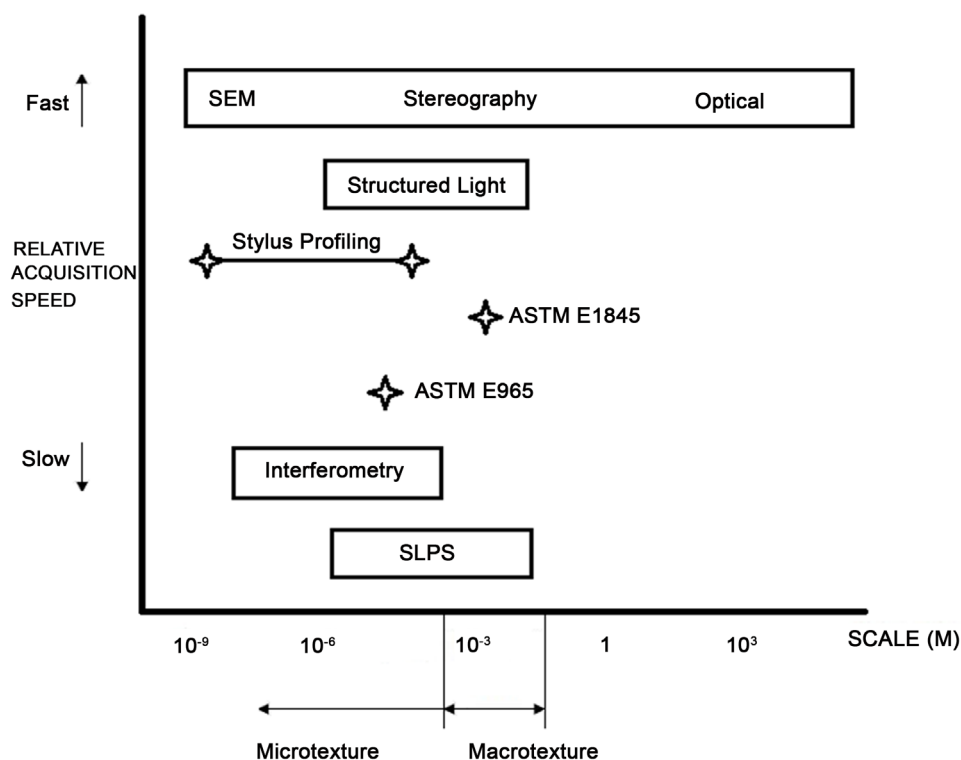 Fast
SEM Stereography Optical
Structured Light
Stylus Profiling
RELATIVE
ACQUISITION
SPEED
ASTM E1845
ASTM E965
Slow
Interferometry
SLPS
10⁻⁹ 10⁻⁶ 10⁻³ 1 10³ SCALE (M)
Microtexture Macrotexture